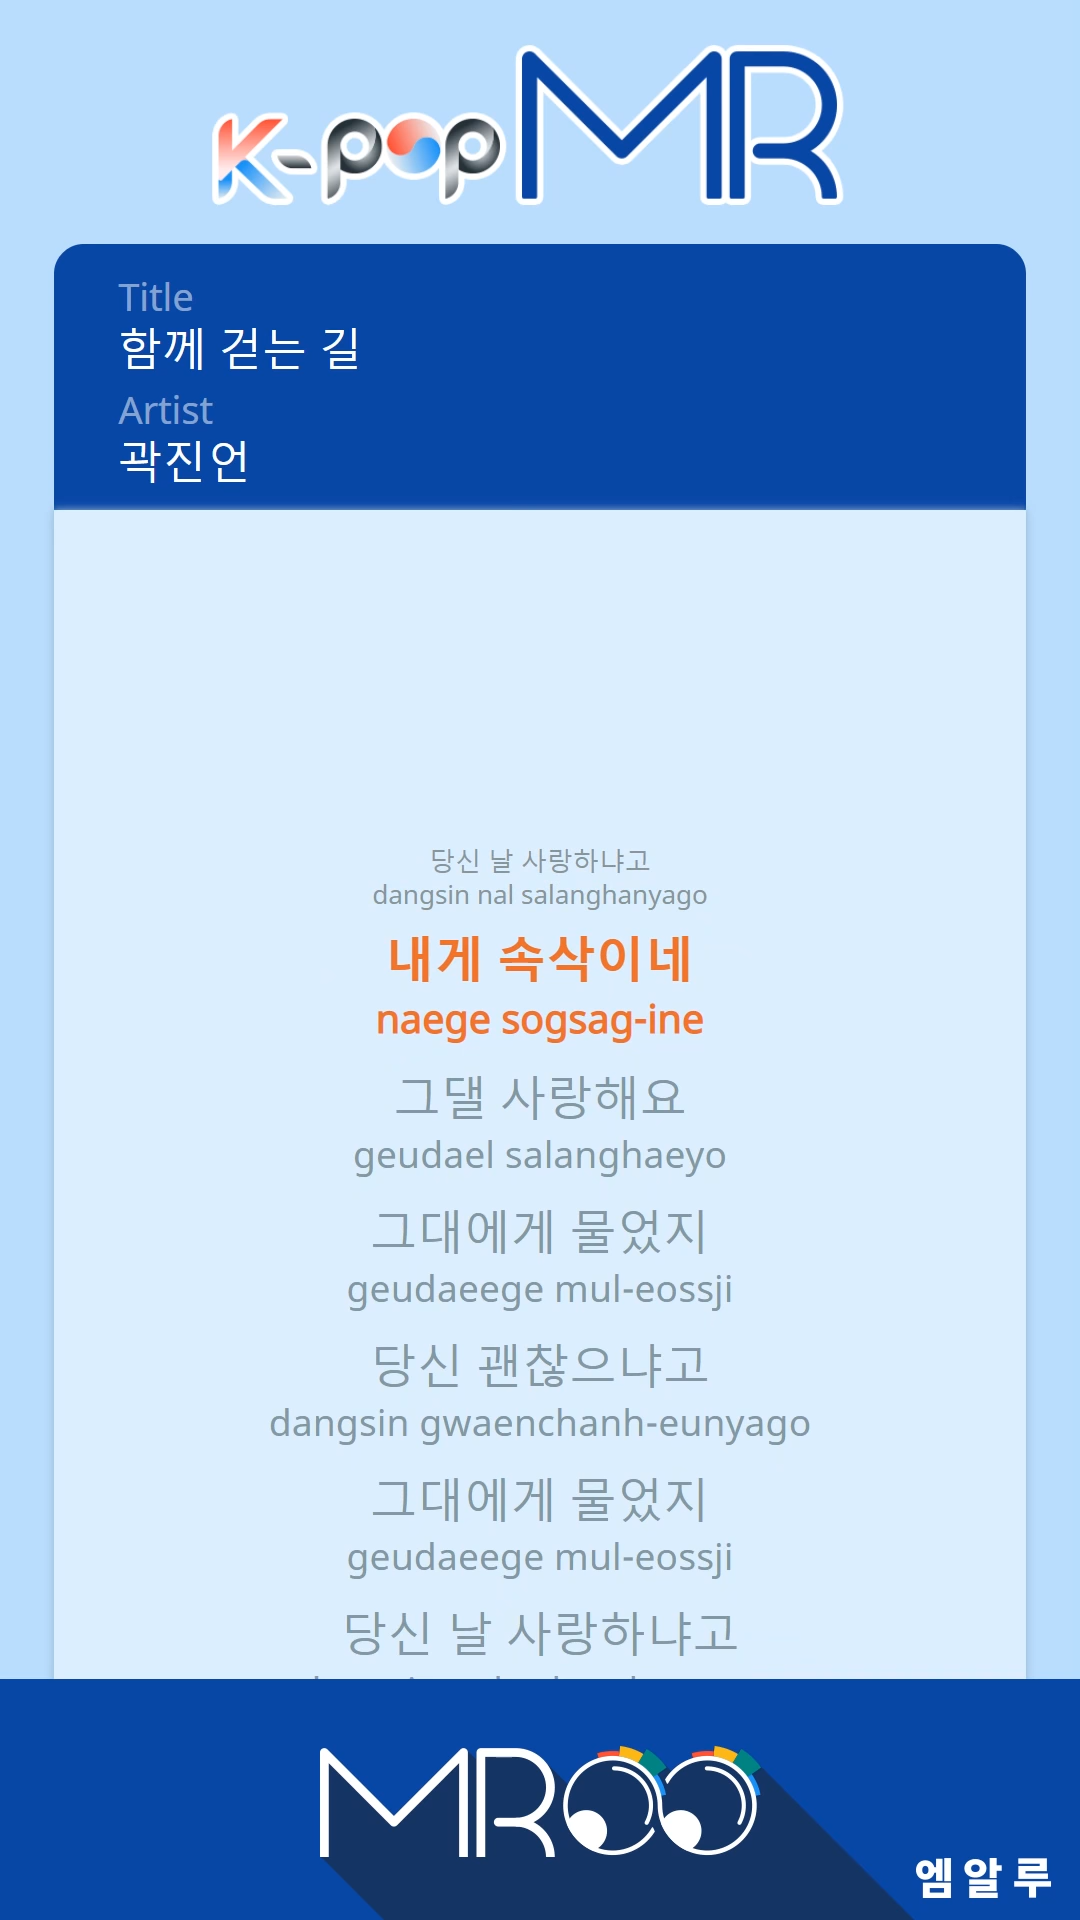 K-pop MR
Title
함께 걷는 길
Artist
곽진언
당신 날 사랑하냐고
dangsin nal salanghanyago
내게 속삭이네
naege sogsag-ine
그댈 사랑해요
geudael salanghaeyo
그대에게 물었지
geudaeege mul-eossji
당신 괜찮으냐고
dangsin gwaenchanh-eunyago
그대에게 물었지
geudaeege mul-eossji
당신 날 사랑하냐고
MROO
엠알루